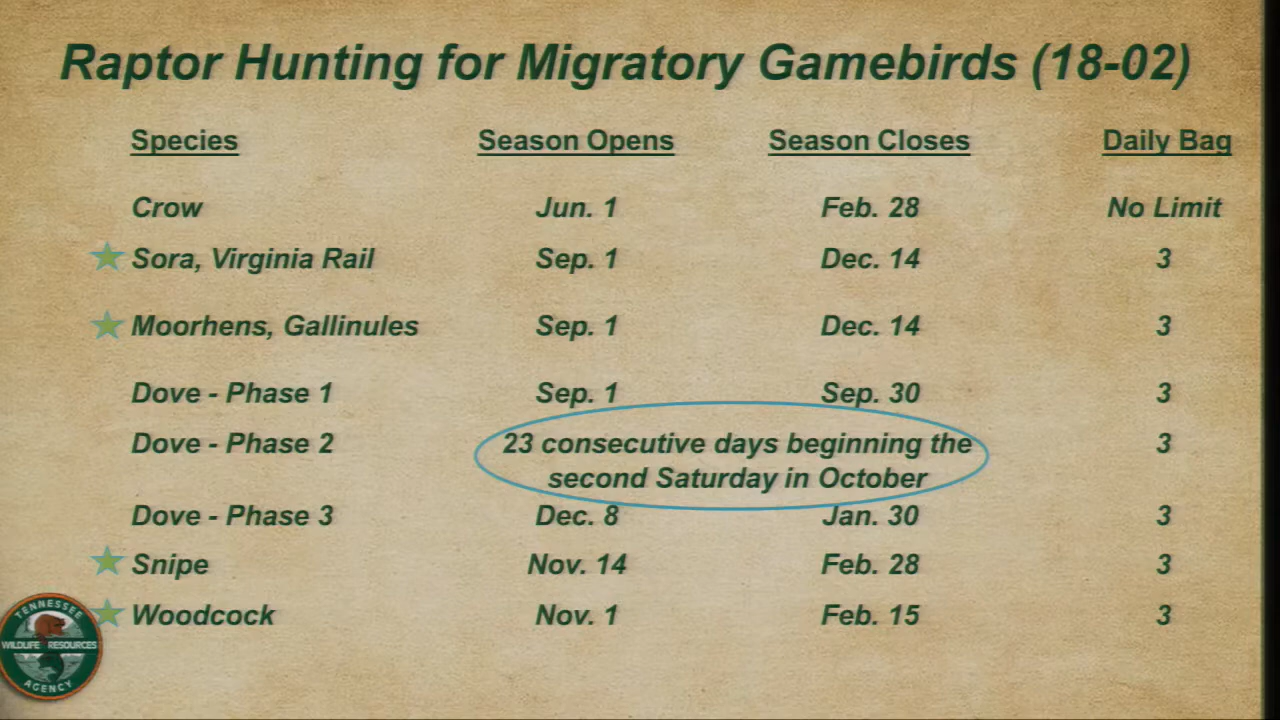 Raptor Hunting for Migratory Gamebirds (18-02)
Species Season Opens Season Closes Daily Bag
Crow Jun. 1 Feb. 28 No Limit
Sora, Virginia Rail Sep. 1 Dec. 14 3
Moorhens, Gallinules Sep. 1 Dec. 14 3
Dove - Phase 1 Sep. 1 Sep. 30 3
Dove - Phase 2 23 consecutive days beginning the 3
second Saturday in October
Dove - Phase 3 Dec. 8 Jan. 30 3
Snipe Nov. 14 Feb. 28 3
Woodcock Nov. 1 Feb. 15 3
TENNESSEE
WILDLIFE RESOURCES
AGENCY